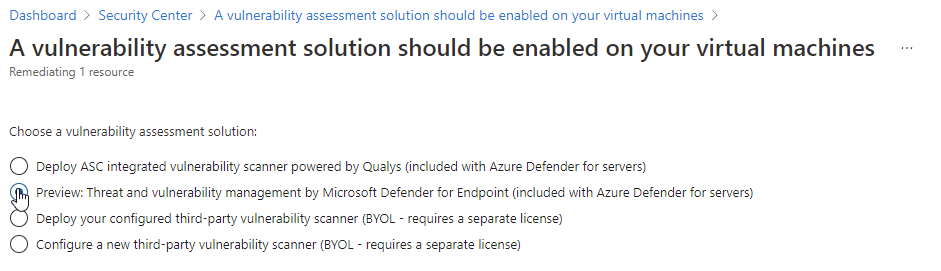 Dashboard > Security Center > A vulnerability assessment solution should be enabled on your virtual machines >
A vulnerability assessment solution should be enabled on your virtual machines ...
Remediating 1 resource
Choose a vulnerability assessment solution:
Deploy ASC integrated vulnerability scanner powered by Qualys (included with Azure Defender for servers)
Preview: Threat and vulnerability management by Microsoft Defender for Endpoint (included with Azure Defender for servers)
Deploy your configured third-party vulnerability scanner (BYOL - requires a separate license)
Configure a new third-party vulnerability scanner (BYOL - requires a separate license)